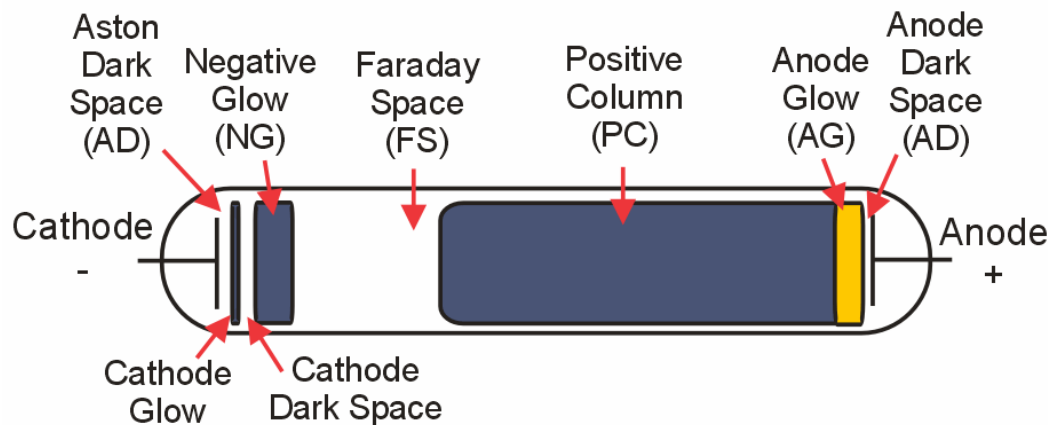 Aston
Dark
Space
(AD)
Negative
Glow
(NG)
Faraday
Space
(FS)
Positive
Column
(PC)
Anode
Glow
(AG)
Anode
Dark
Space
(AD)
Cathode
-
Anode
+
Cathode
Glow
Cathode
Dark Space